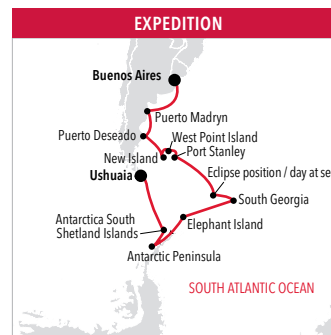 EXPEDITION
Buenos Aires
Puerto Madryn
Puerto Deseado
West Point Island
New Island
Port Stanley
Ushuaia
Eclipse position / day at se
South Georgia
Antarctica South
Shetland Islands
Elephant Island
Antarctic Peninsula
SOUTH ATLANTIC OCEAN